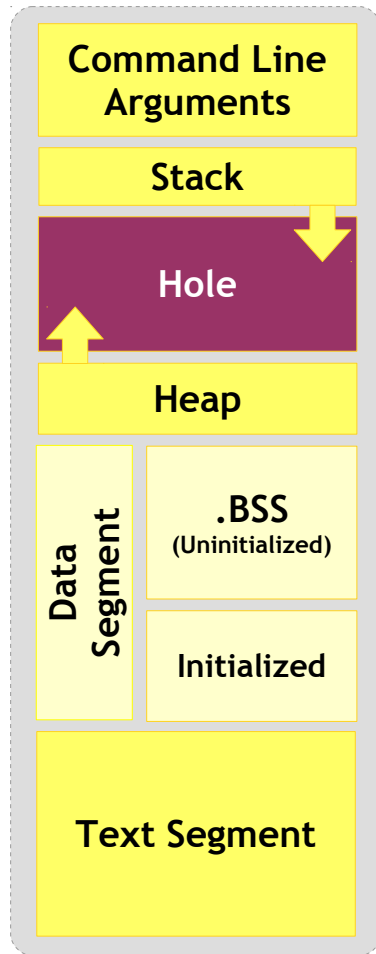 Command Line
Arguments
Stack
Hole
Heap
Data
Segment
.BSS
(Uninitialized)
Initialized
Text Segment